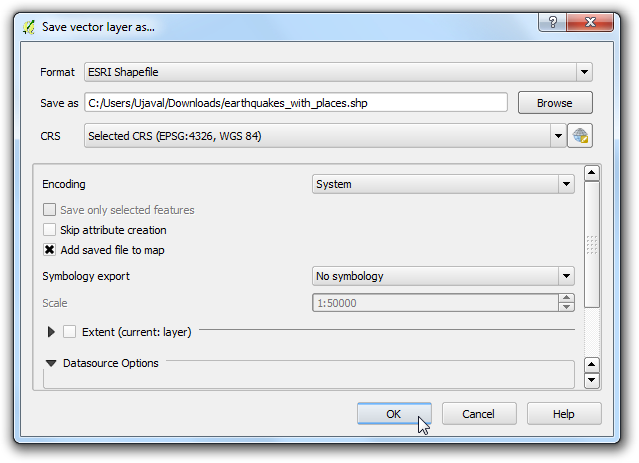 Save vector layer as...
Format ESRI Shapefile
Save as C:/Users/Ujaval/Downloads/earthquakes_with_places.shp Browse
CRS Selected CRS (EPSG:4326, WGS 84)
Encoding System
Save only selected features
Skip attribute creation
Add saved file to map
Symbology export No symbology
Scale 1:50000
Extent (current: layer)
Datasource Options
OK Cancel Help